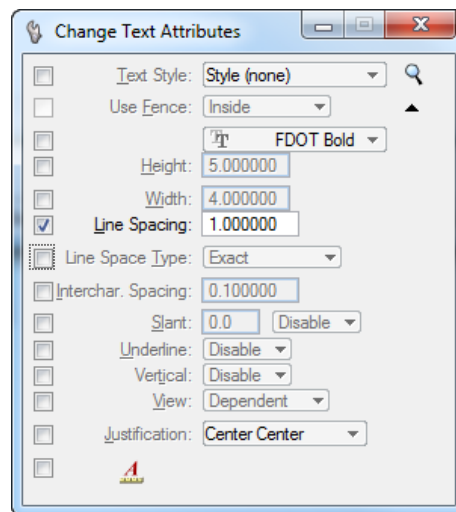 Change Text Attributes
Text Style: Style (none)
Use Fence: Inside
FDOT Bold
Height: 5.000000
Width: 4.000000
Line Spacing: 1.000000
Line Space Type: Exact
Interchar. Spacing: 0.100000
Slant: 0.0 Disable
Underline: Disable
Vertical: Disable
View: Dependent
Justification: Center Center
A